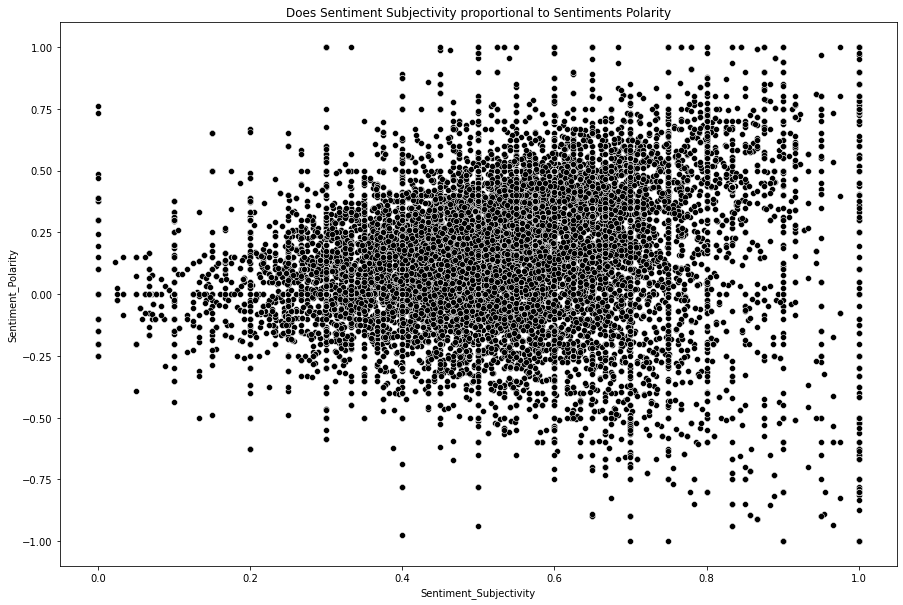 Does Sentiment Subjectivity proportional to Sentiments Polarity
1.00
0.75
0.50
0.25
0.00
−0.25
−0.50
−0.75
−1.00
Sentiment_Polarity
0.0 0.2 0.4 0.6 0.8 1.0
Sentiment_Subjectivity